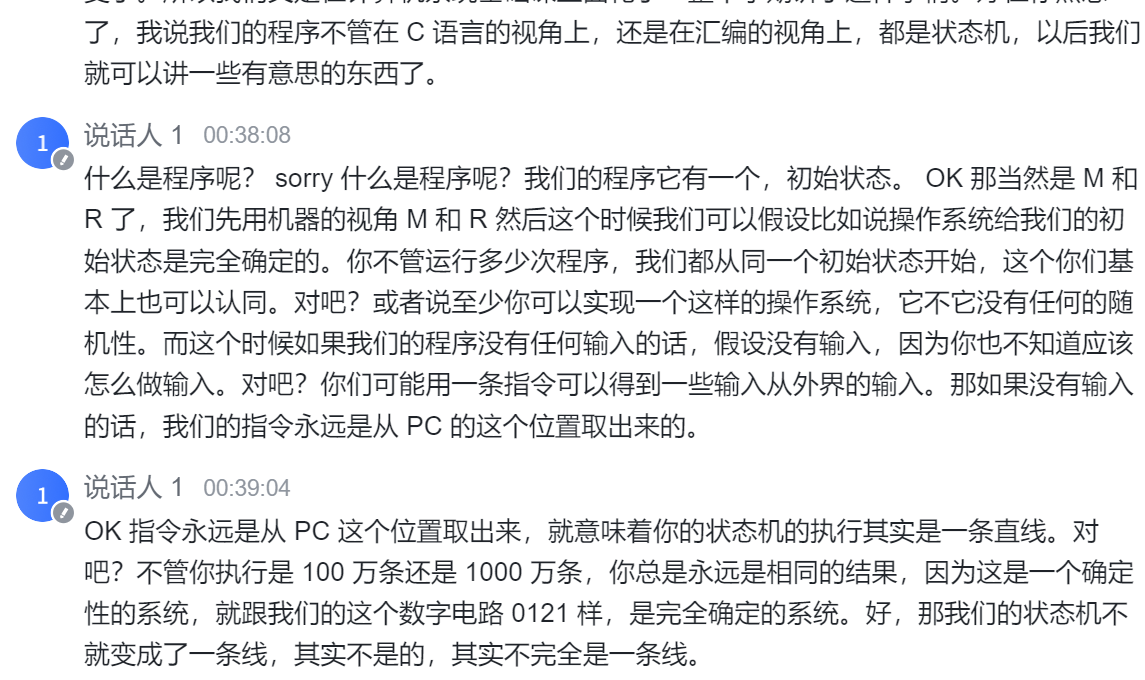 了，我说我们的程序不管在 C 语言的视角上，还是在汇编的视角上，都是状态机，以后我们
就可以讲一些有意思的东西了。
1
说话人 1 00:38:08
什么是程序呢？ sorry 什么是程序呢？我们的程序它有一个，初始状态。 OK 那当然是 M 和
R 了，我们先用机器的视角 M 和 R 然后这个时候我们可以假设比如说操作系统给我们的初
始状态是完全确定的。你不管运行多少次程序，我们都从同一个初始状态开始，这个你们基
本上也可以认同。对吧？或者说至少你可以实现一个这样的操作系统，它不它没有任何的随
机性。而这个时候如果我们的程序没有任何输入的话，假设没有输入，因为你也不知道应该
怎么做输入。对吧？你们可能用一条指令可以得到一些输入从外界的输入。那如果没有输入
的话，我们的指令永远是从 PC 的这个位置取出来的。
1
说话人 1 00:39:04
OK 指令永远是从 PC 这个位置取出来，就意味着你的状态机的执行其实是一条直线。对
吧？不管你执行是 100 万条还是 1000 万条，你总是永远是相同的结果，因为这是一个确定
性的系统，就跟我们的这个数字电路 0121 样，是完全确定的系统。好，那我们的状态机不
就变成了一条线，其实不是的，其实不完全是一条线。